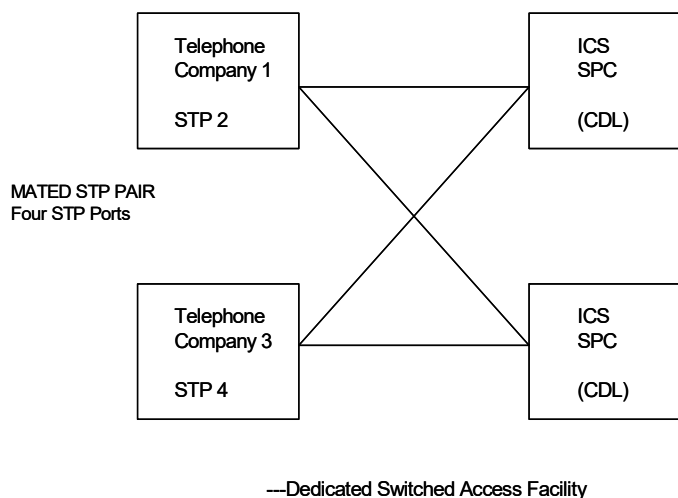 Telephone
Company 1
STP 2
ICS
SPC
(CDL)
MATED STP PAIR
Four STP Ports
Telephone
Company 3
STP 4
ICS
SPC
(CDL)
---Dedicated Switched Access Facility